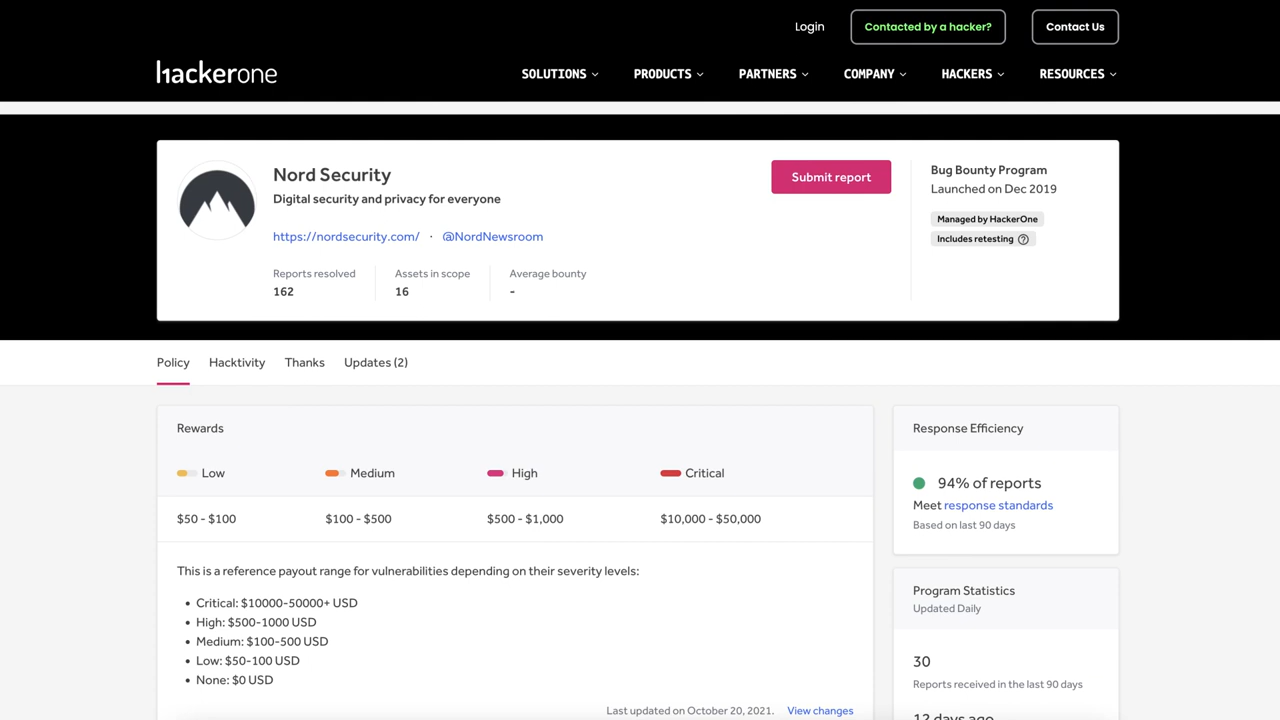 Login
Contacted by a hacker?
Contact Us
hackerone
SOLUTIONS
PRODUCTS
PARTNERS
COMPANY
HACKERS
RESOURCES
Nord Security
Digital security and privacy for everyone
https://nordsecurity.com/ · @NordNewsroom
Reports resolved
162
Assets in scope
16
Average bounty
-
Submit report
Bug Bounty Program
Launched on Dec 2019
Managed by HackerOne
Includes retesting ?
Policy
Hacktivity
Thanks
Updates (2)
Rewards
Low
Medium
High
Critical
$50 - $100
$100 - $500
$500 - $1,000
$10,000 - $50,000
This is a reference payout range for vulnerabilities depending on their severity levels:
• Critical: $10000-50000+ USD
• High: $500-1000 USD
• Medium: $100-500 USD
• Low: $50-100 USD
• None: $0 USD
Last updated on October 20, 2021. View changes
Response Efficiency
94% of reports
Meet response standards
Based on last 90 days
Program Statistics
Updated Daily
30
Reports received in the last 90 days
12 days ago